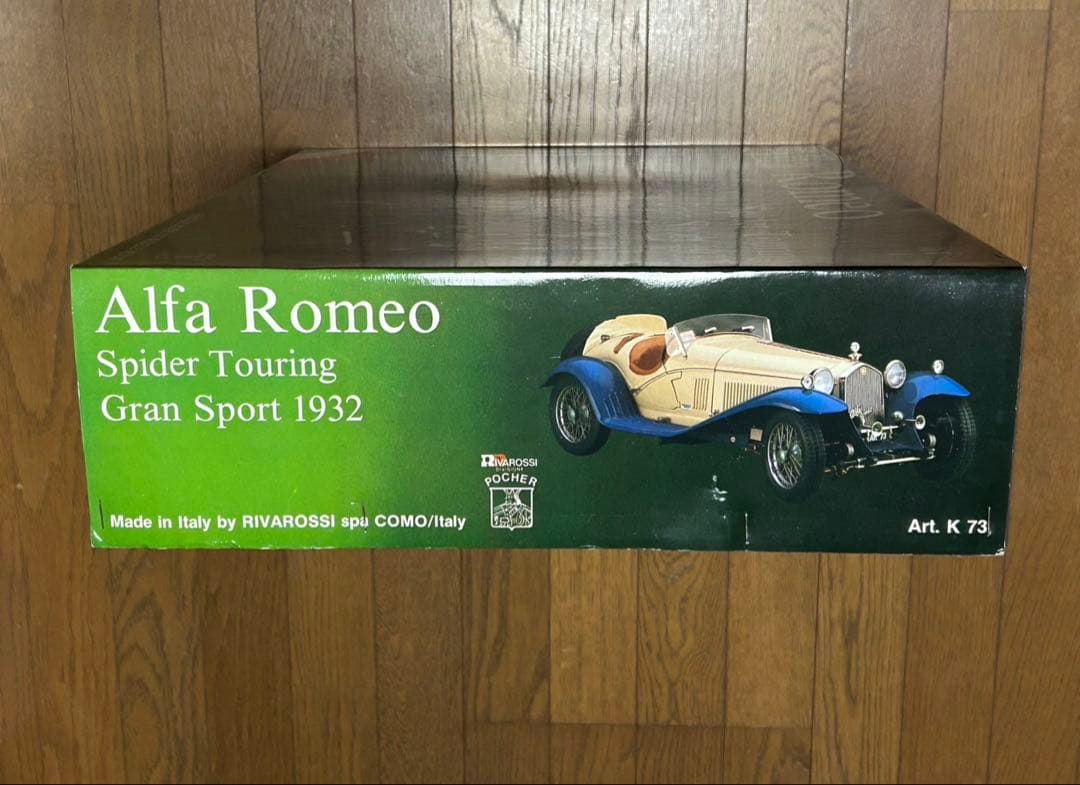 Alfa Romeo
Spider Touring
Gran Sport 1932
RIVAROSSI
POCHER
Made in Italy by RIVAROSSI spa COMO/Italy
Art. K 73